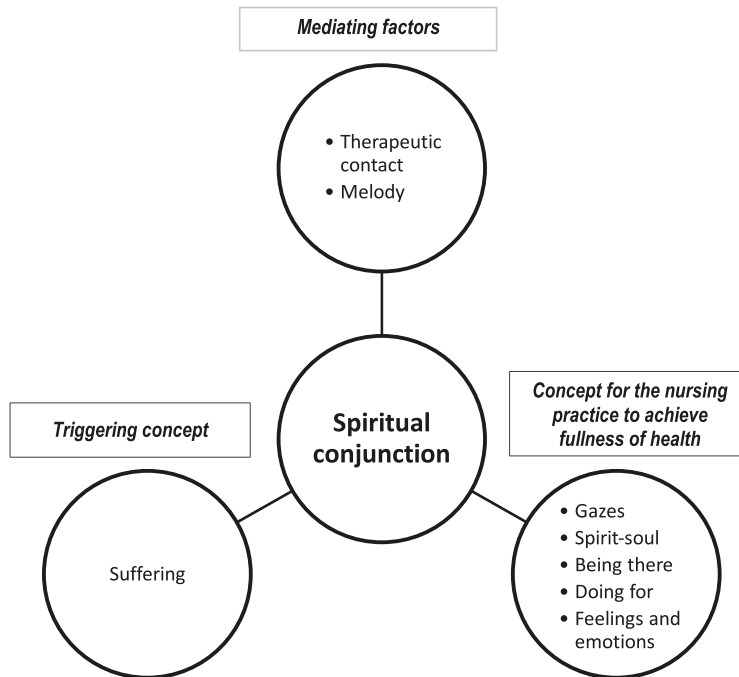 Mediating factors
• Therapeutic
contact
• Melody
Spiritual
conjunction
Triggering concept
Suffering
Concept for the nursing
practice to achieve
fullness of health
• Gazes
• Spirit-soul
• Being there
• Doing for
• Feelings and
emotions